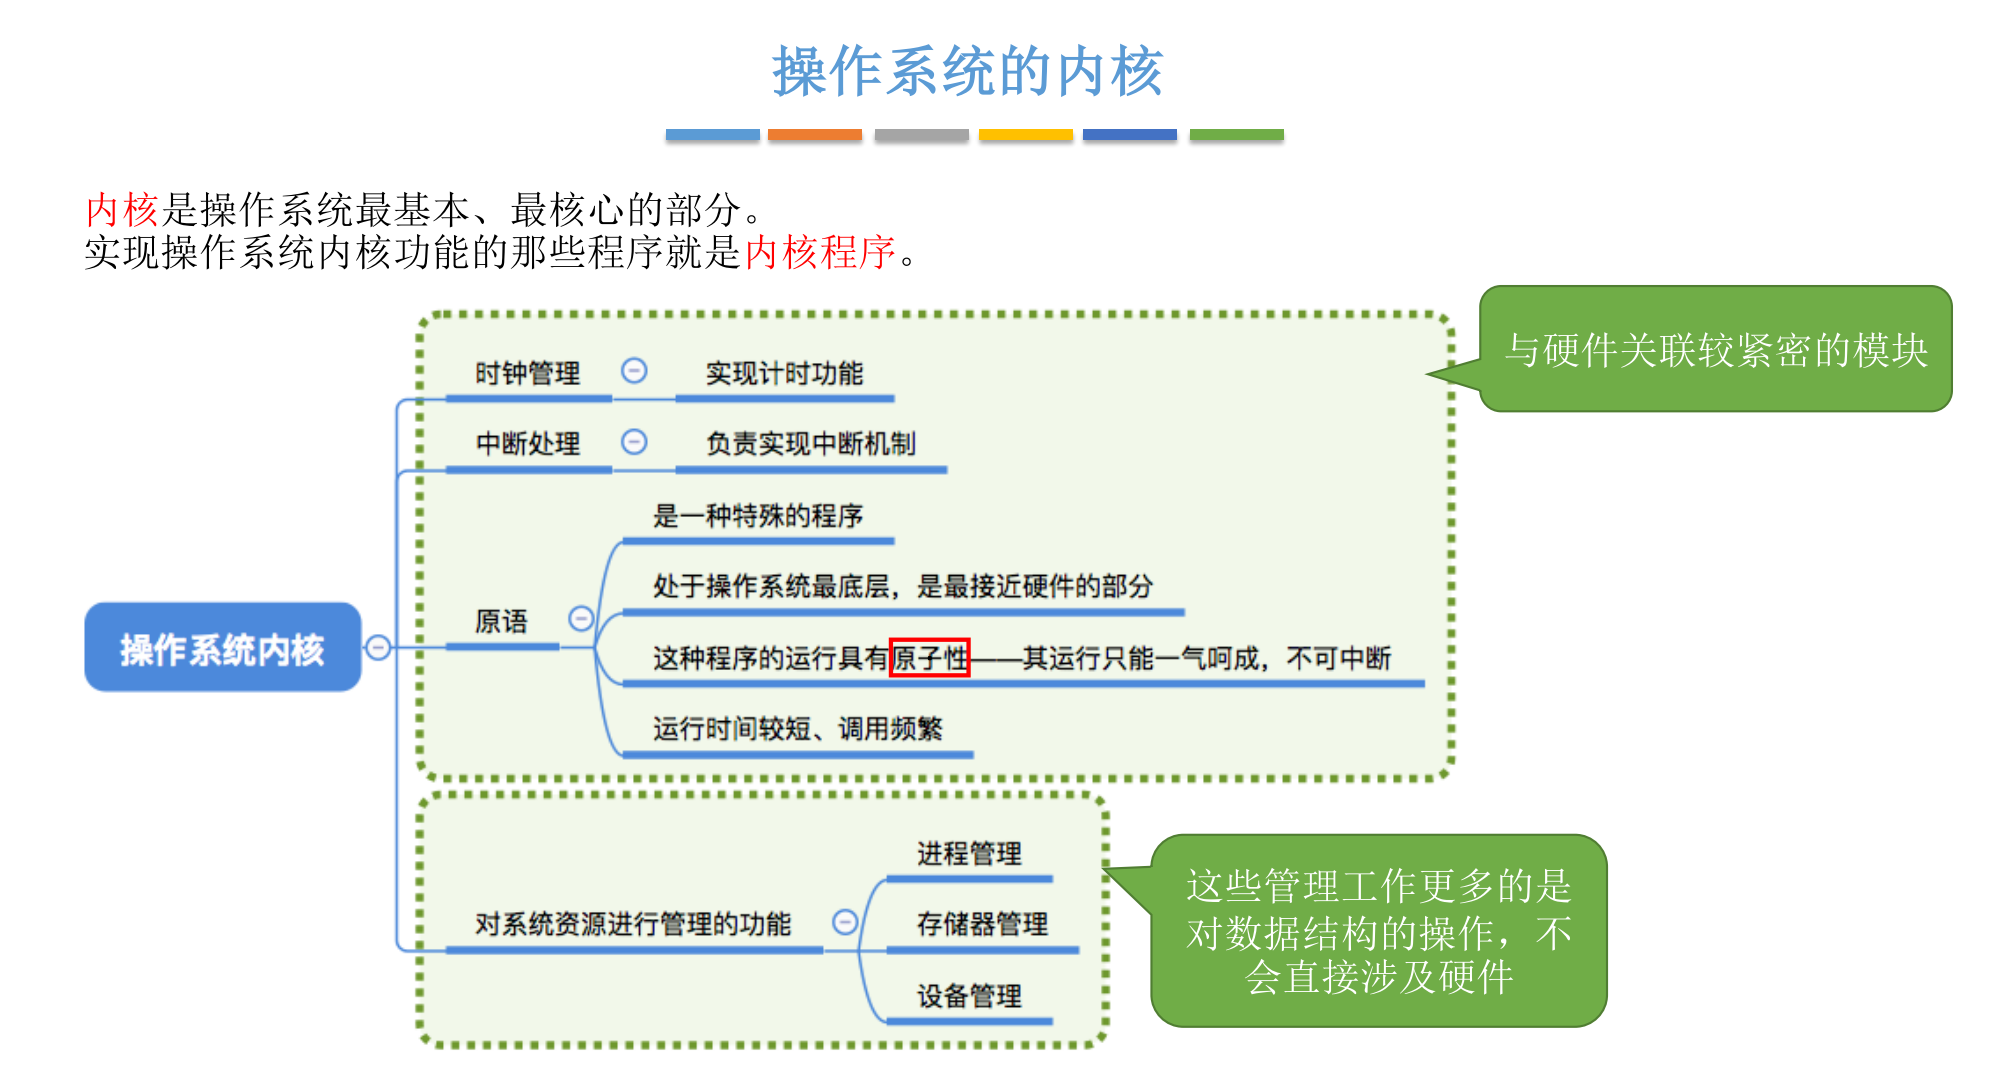 操作系统的内核
内核是操作系统最基本、最核心的部分。
实现操作系统内核功能的那些程序就是内核程序。
与硬件关联较紧密的模块
时钟管理
实现计时功能
中断处理
负责实现中断机制
是一种特殊的程序
处于操作系统最底层，是最接近硬件的部分
原语
操作系统内核
这种程序的运行具有原子性——其运行只能一气呵成，不可中断
运行时间较短、调用频繁
进程管理
对系统资源进行管理的功能
存储器管理
设备管理
这些管理工作更多的是
对数据结构的操作，不
会直接涉及硬件